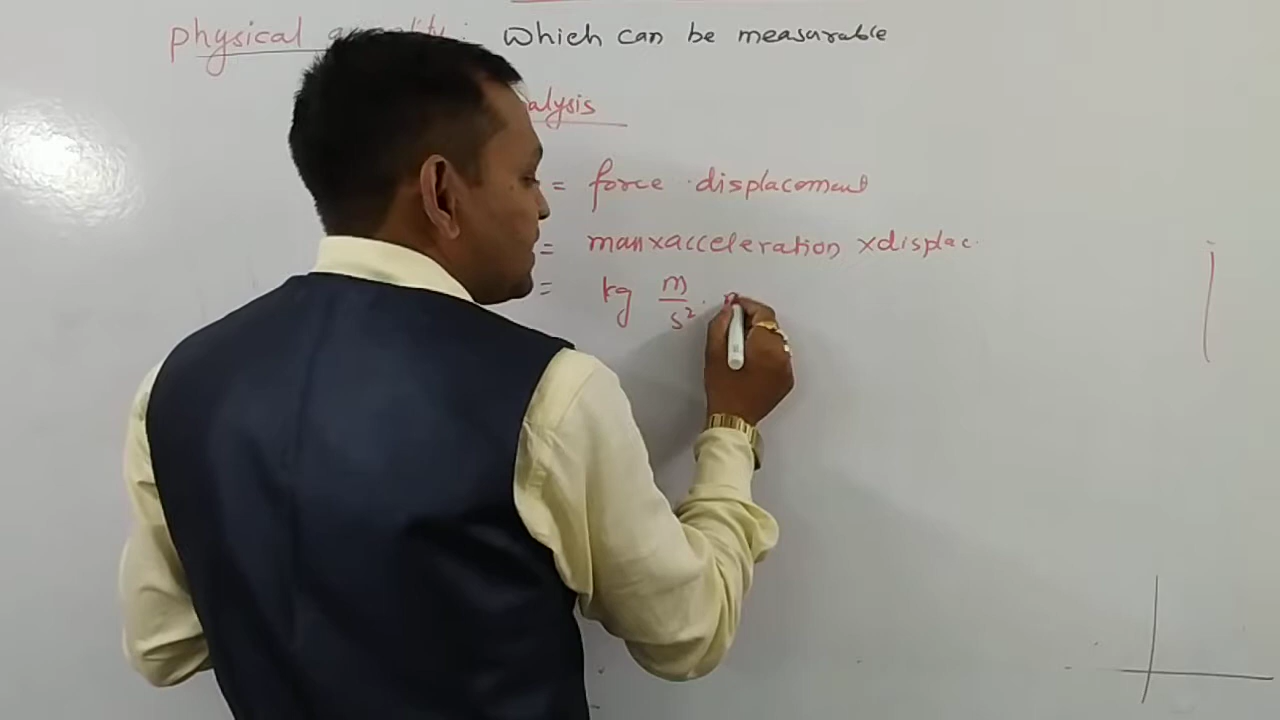 physical quantity : which can be measurable
alysis
= force . displacement
= mass x acceleration x displac.
= kg m/s² .